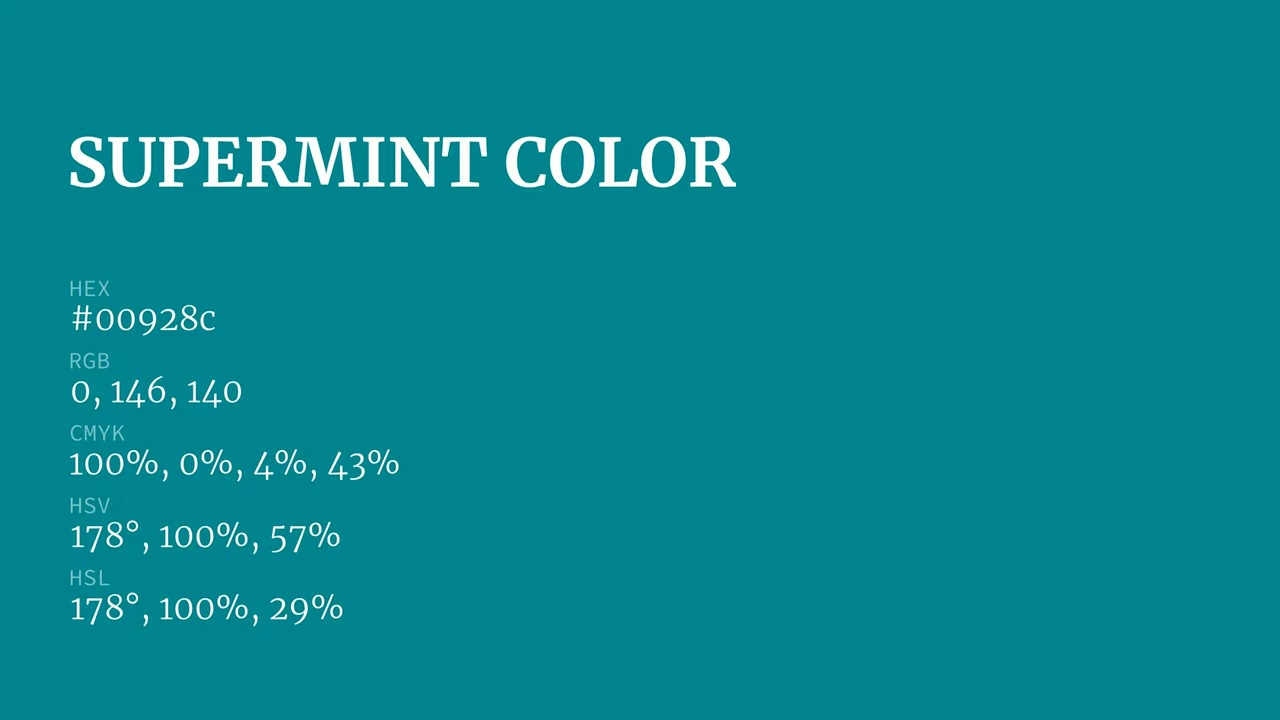 SUPERMINT COLOR
HEX
#00928c
RGB
0, 146, 140
CMYK
100%, 0%, 4%, 43%
HSV
178°, 100%, 57%
HSL
178°, 100%, 29%